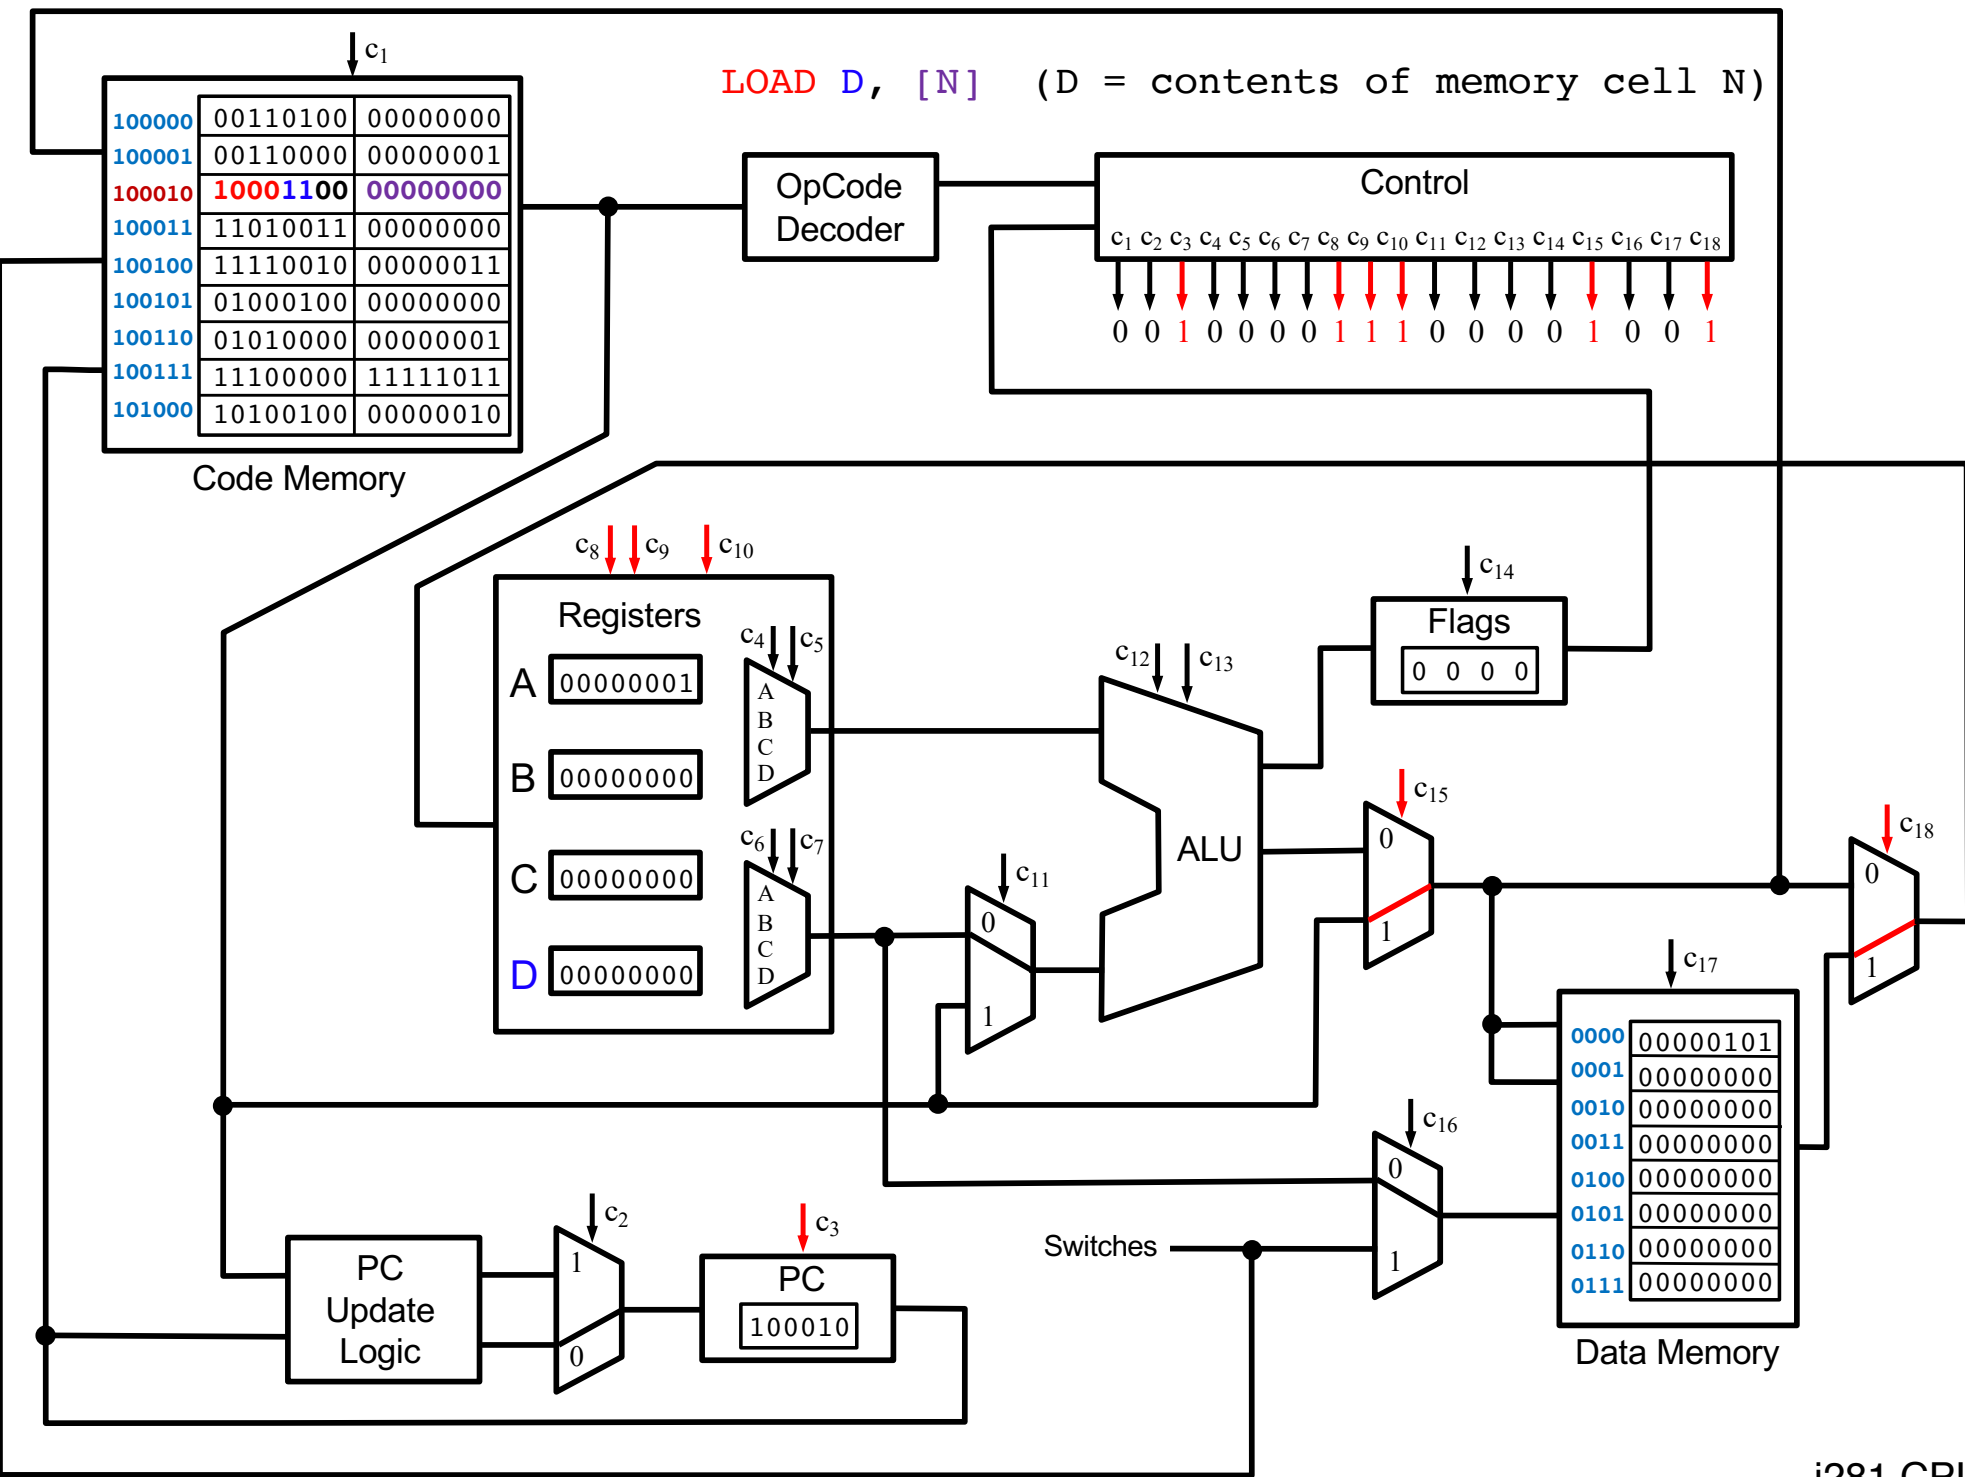 c1
LOAD D, [N] (D = contents of memory cell N)
100000 00110100 00000000
100001 00110000 00000001
100010 10001100 00000000
100011 11010011 00000000
100100 11110010 00000011
100101 01000100 00000000
100110 01010000 00000001
100111 11100000 11111011
101000 10100100 00000010
Code Memory
OpCode
Decoder
Control
c1 c2 c3 c4 c5 c6 c7 c8 c9 c10 c11 c12 c13 c14 c15 c16 c17 c18
0 0 1 0 0 0 0 1 1 1 0 0 0 0 1 0 0 1
c8 c9 c10
Registers
A 00000001
B 00000000
C 00000000
D 00000000
c4 c5
A
B
C
D
c6 c7
A
B
C
D
c11
0
1
c12 c13
ALU
c14
Flags
0 0 0 0
c15
0
1
c18
0
1
c17
0000 00000101
0001 00000000
0010 00000000
0011 00000000
0100 00000000
0101 00000000
0110 00000000
0111 00000000
Data Memory
c16
0
1
Switches
PC
Update
Logic
c2
1
0
c3
PC
100010